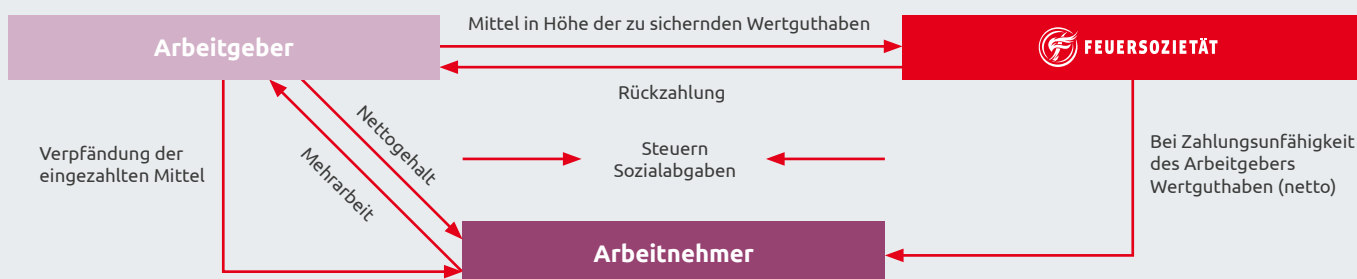 Mittel in Höhe der zu sichernden Wertguthaben
Arbeitgeber
FEUERSOZIETÄT
Rückzahlung
Nettogehalt
Mehrarbeit
Verpfändung der
eingezahlten Mittel
Steuern
Sozialabgaben
Bei Zahlungsunfähigkeit
des Arbeitgebers
Wertguthaben (netto)
Arbeitnehmer